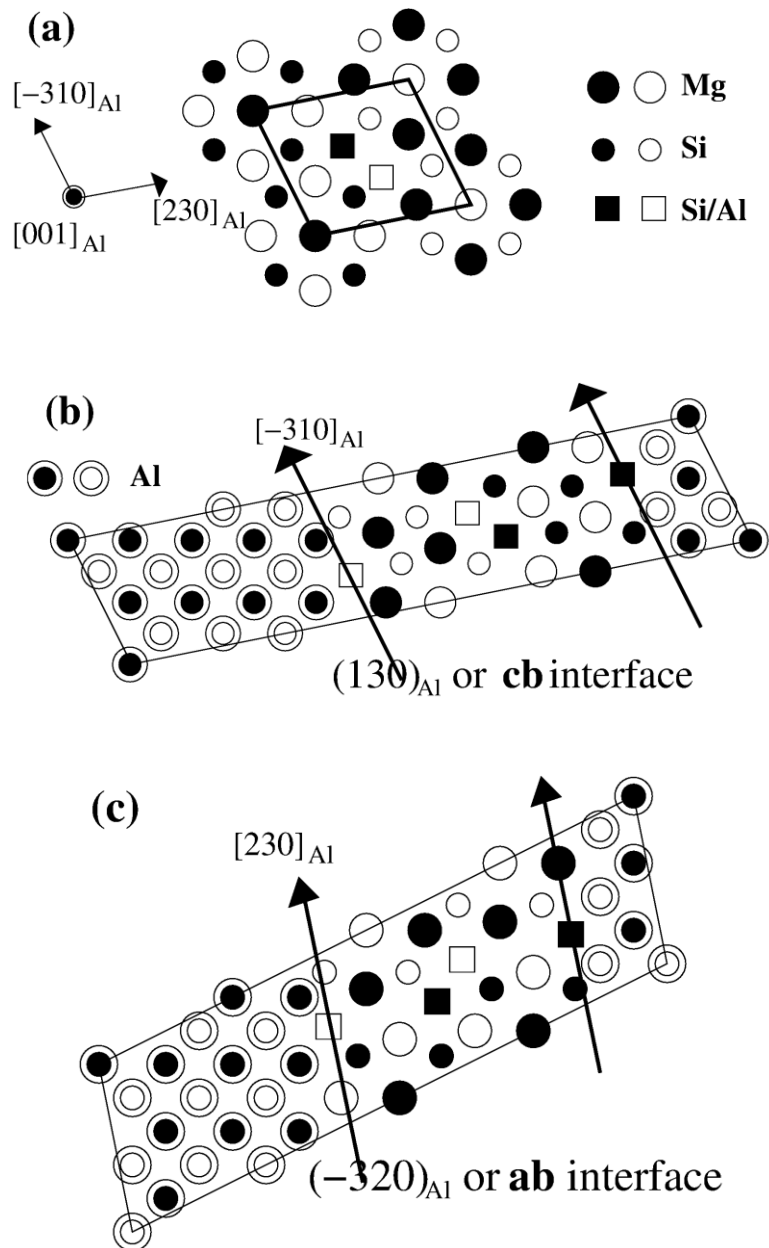 (a)
[−310]Al
[230]Al
[001]Al
Mg
Si
Si/Al
(b)
[−310]Al
Al
(130)Al or cb interface
(c)
[230]Al
(−320)Al or ab interface